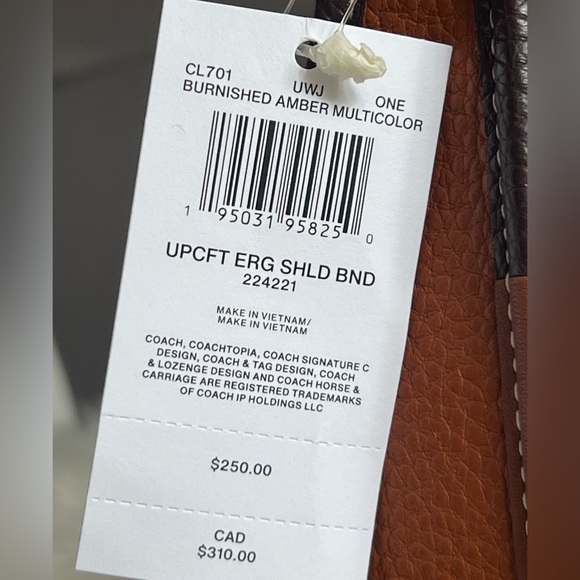 CL701 UWJ ONE
BURNISHED AMBER MULTICOLOR
1 95031 95825 0
UPCFT ERG SHLD BND
224221
MAKE IN VIETNAM/
MAKE IN VIETNAM
COACH, COACHTOPIA, COACH SIGNATURE C
DESIGN, COACH & TAG DESIGN, COACH
& LOZENGE DESIGN AND COACH HORSE &
CARRIAGE ARE REGISTERED TRADEMARKS
OF COACH IP HOLDINGS LLC
$250.00
CAD
$310.00